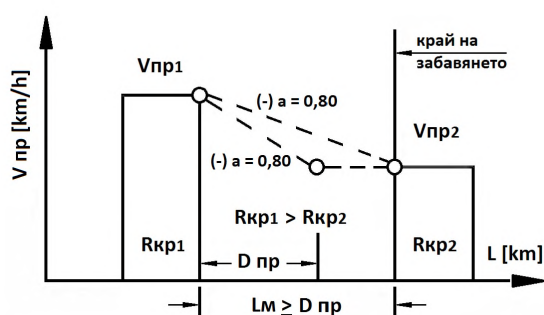 V пр [km/h]
край на
забавянето
Vпр1
(-) a = 0,80
Vпр2
(-) a = 0,80
Rкр1 > Rкр2
Rкр1
Rкр2
L [km]
D пр
Lм ≥ D пр